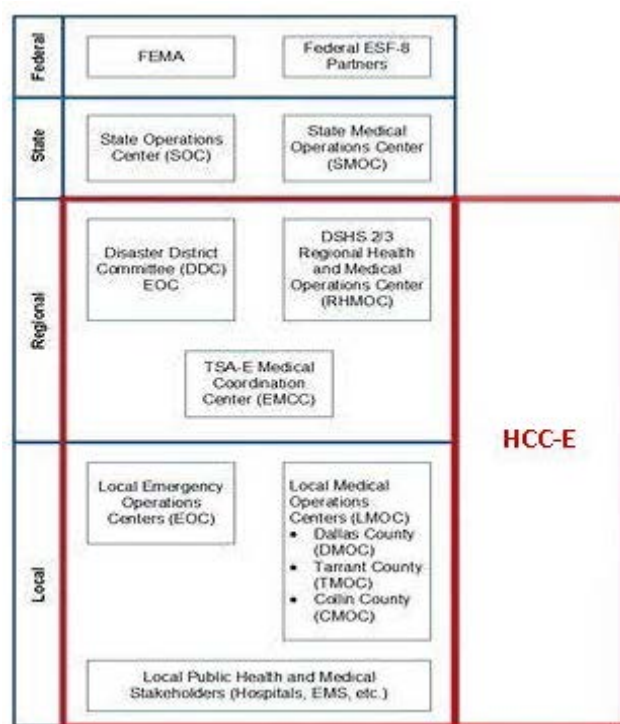 Federal
FEMA
Federal ESF-8
Partners
State
State Operations
Center (SOC)
State Medical
Operations Center
(SMOC)
Regional
Disaster District
Committee (DDC)
EOC
DSHS 2/3
Regional Health
and Medical
Operations Center
(RHMOC)
TSA-E Medical
Coordination
Center (EMCC)
HCC-E
Local
Local Emergency
Operations
Centers (EOC)
Local Medical
Operations
Centers (LMOC)
• Dallas County
(DMOC)
• Tarrant County
(TMOC)
• Collin County
(CMOC)
Local Public Health and Medical
Stakeholders (Hospitals, EMS, etc.)